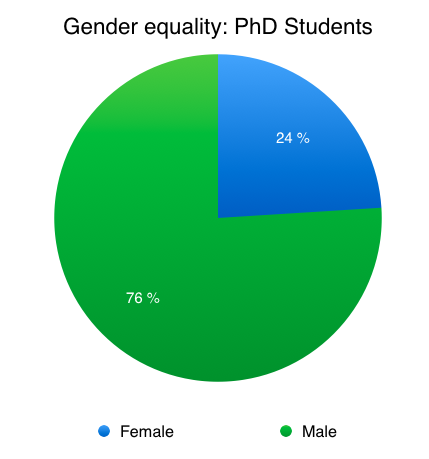 Gender equality: PhD Students
24 %
76 %
Female
Male